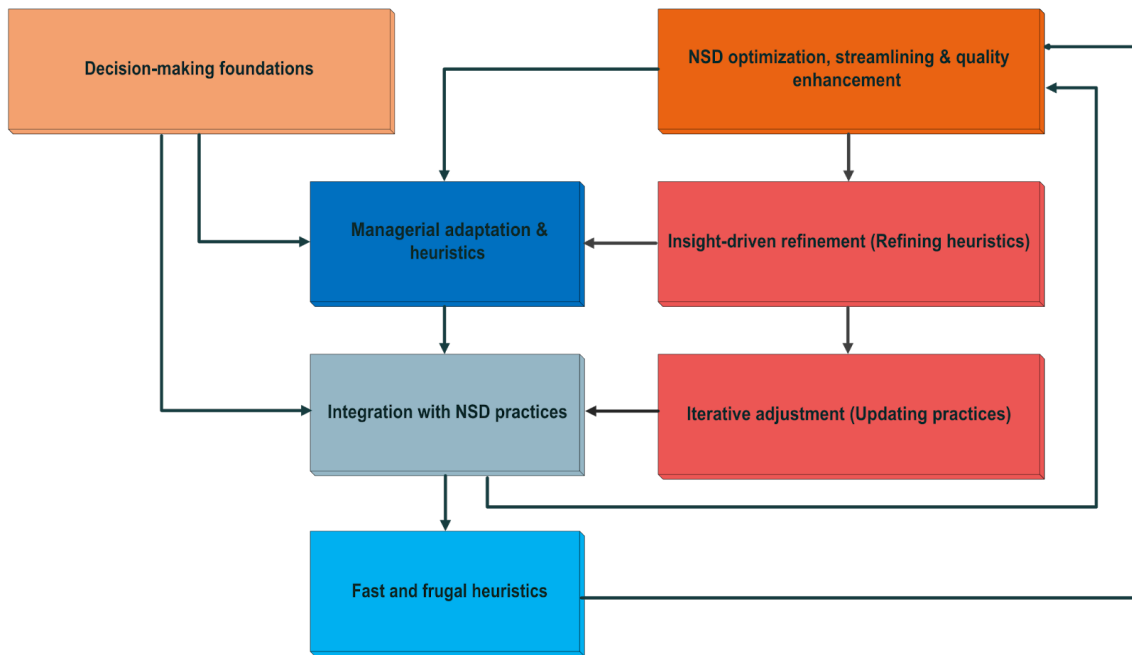 Decision-making foundations
NSD optimization, streamlining & quality
enhancement
Managerial adaptation &
heuristics
Insight-driven refinement (Refining heuristics)
Integration with NSD practices
Iterative adjustment (Updating practices)
Fast and frugal heuristics